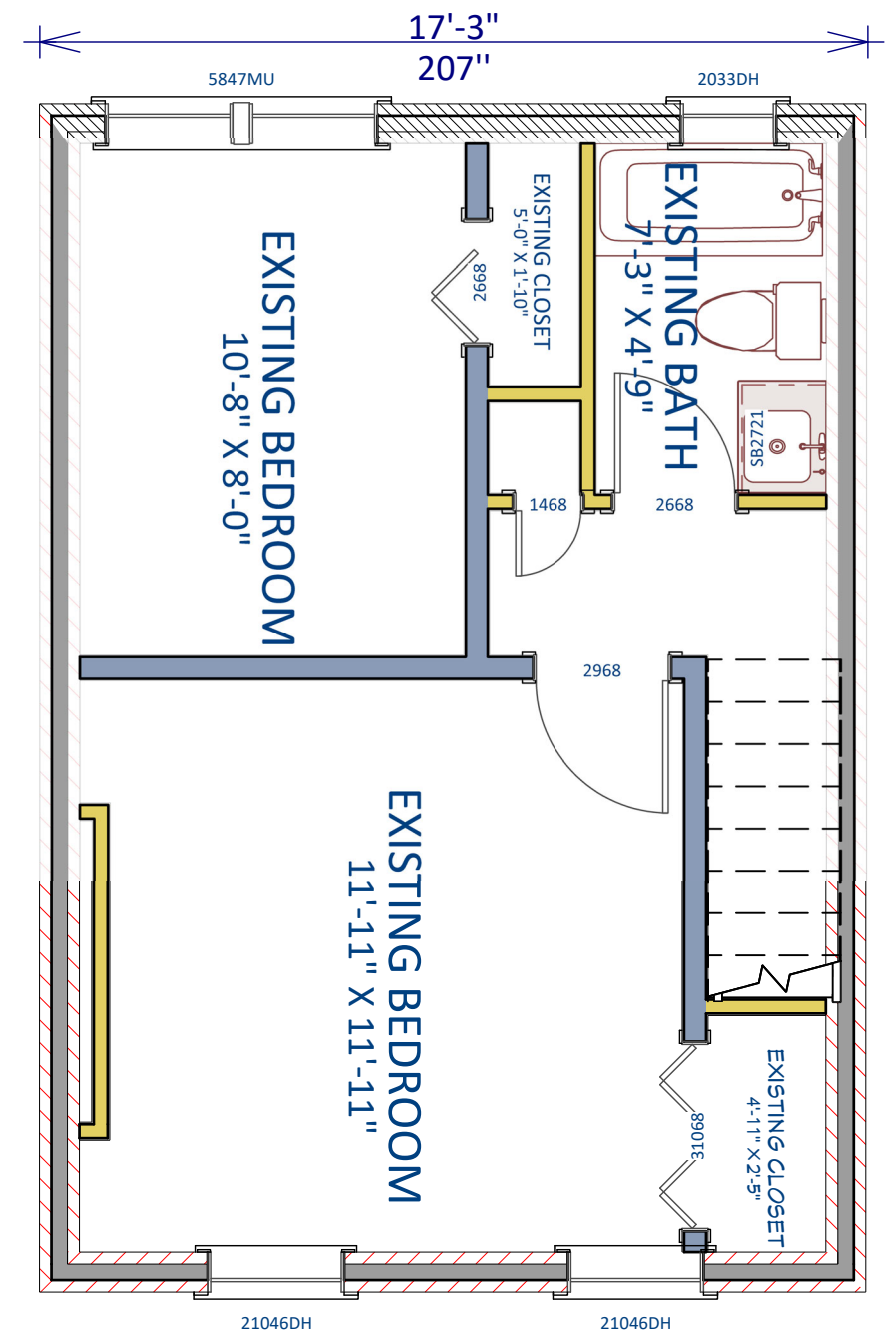 17'-3"
207"
5847MU
2033DH
EXISTING BEDROOM
10'-8" X 8'-0"
2668
EXISTING CLOSET
5'-0" X 1'-10"
EXISTING BATH
7'-3" X 4'-9"
SB2721
1468
2668
2968
EXISTING BEDROOM
11'-11" X 11'-11"
31068
EXISTING CLOSET
4'-11" X 2'-5"
21046DH
21046DH